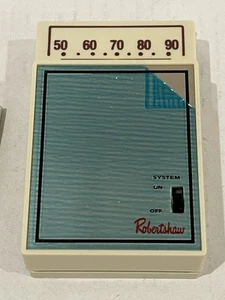 50 . 60 . 70 . 80 . 90
SYSTEM
ON
OFF
Robertshaw